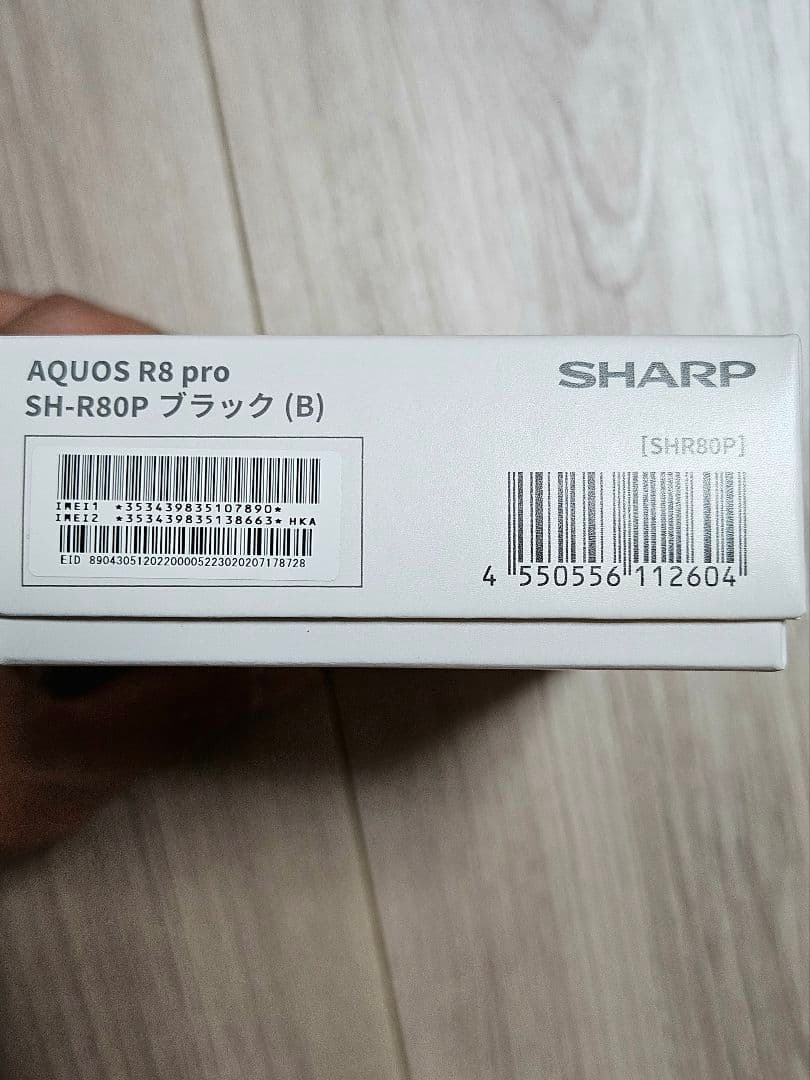 AQUOS R8 pro
SH-R80P ブラック (B)
SHARP
[SHR80P]
IMEI1 *353439835107890*
IMEI2 *353439835138663* HKA
EID 89043051202200005223020207178728
4 550556 112604